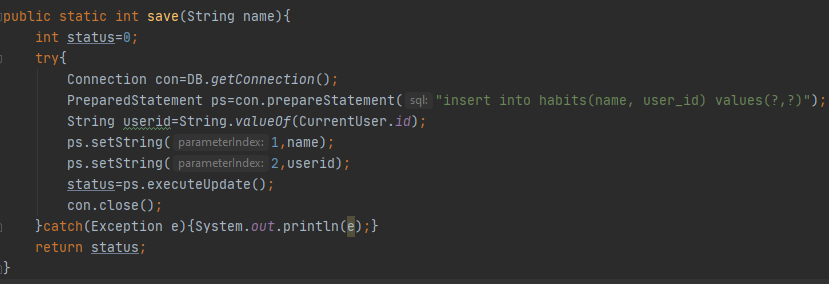 public static int save(String name){
    int status=0;
    try{
        Connection con=DB.getConnection();
        PreparedStatement ps=con.prepareStatement( sql: "insert into habits(name, user_id) values(?,?)");
        String userid=String.valueOf(CurrentUser.id);
        ps.setString( parameterIndex: 1,name);
        ps.setString( parameterIndex: 2,userid);
        status=ps.executeUpdate();
        con.close();
    }catch(Exception e){System.out.println(e);}
    return status;
}